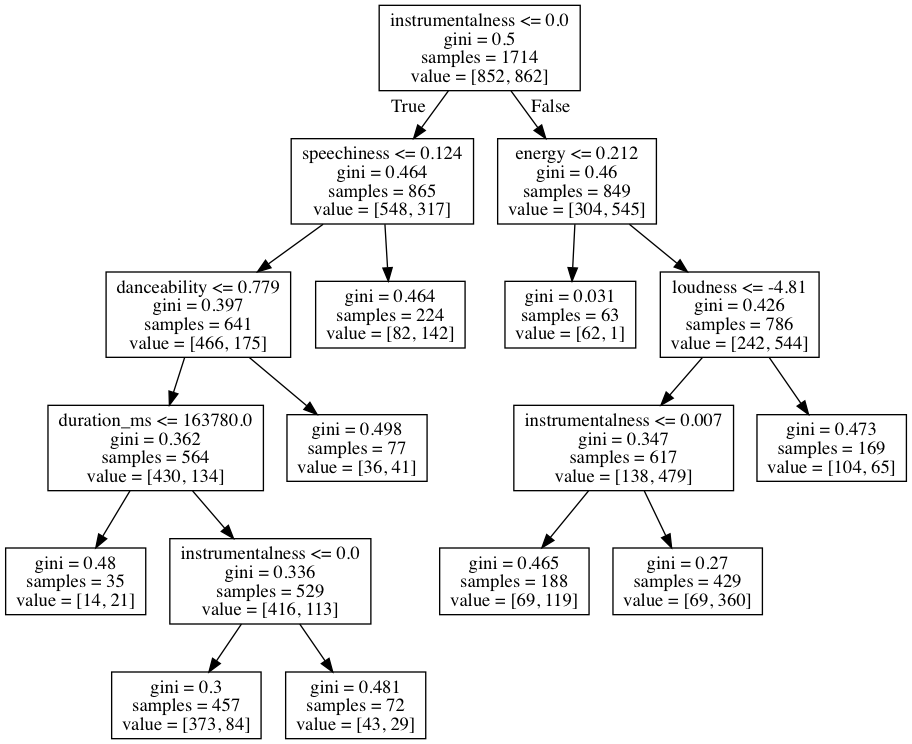 instrumentalness <= 0.0
gini = 0.5
samples = 1714
value = [852, 862]
True
False
speechiness <= 0.124
gini = 0.464
samples = 865
value = [548, 317]
energy <= 0.212
gini = 0.46
samples = 849
value = [304, 545]
danceability <= 0.779
gini = 0.397
samples = 641
value = [466, 175]
gini = 0.464
samples = 224
value = [82, 142]
gini = 0.031
samples = 63
value = [62, 1]
loudness <= -4.81
gini = 0.426
samples = 786
value = [242, 544]
duration_ms <= 163780.0
gini = 0.362
samples = 564
value = [430, 134]
gini = 0.498
samples = 77
value = [36, 41]
instrumentalness <= 0.007
gini = 0.347
samples = 617
value = [138, 479]
gini = 0.473
samples = 169
value = [104, 65]
gini = 0.48
samples = 35
value = [14, 21]
instrumentalness <= 0.0
gini = 0.336
samples = 529
value = [416, 113]
gini = 0.465
samples = 188
value = [69, 119]
gini = 0.27
samples = 429
value = [69, 360]
gini = 0.3
samples = 457
value = [373, 84]
gini = 0.481
samples = 72
value = [43, 29]